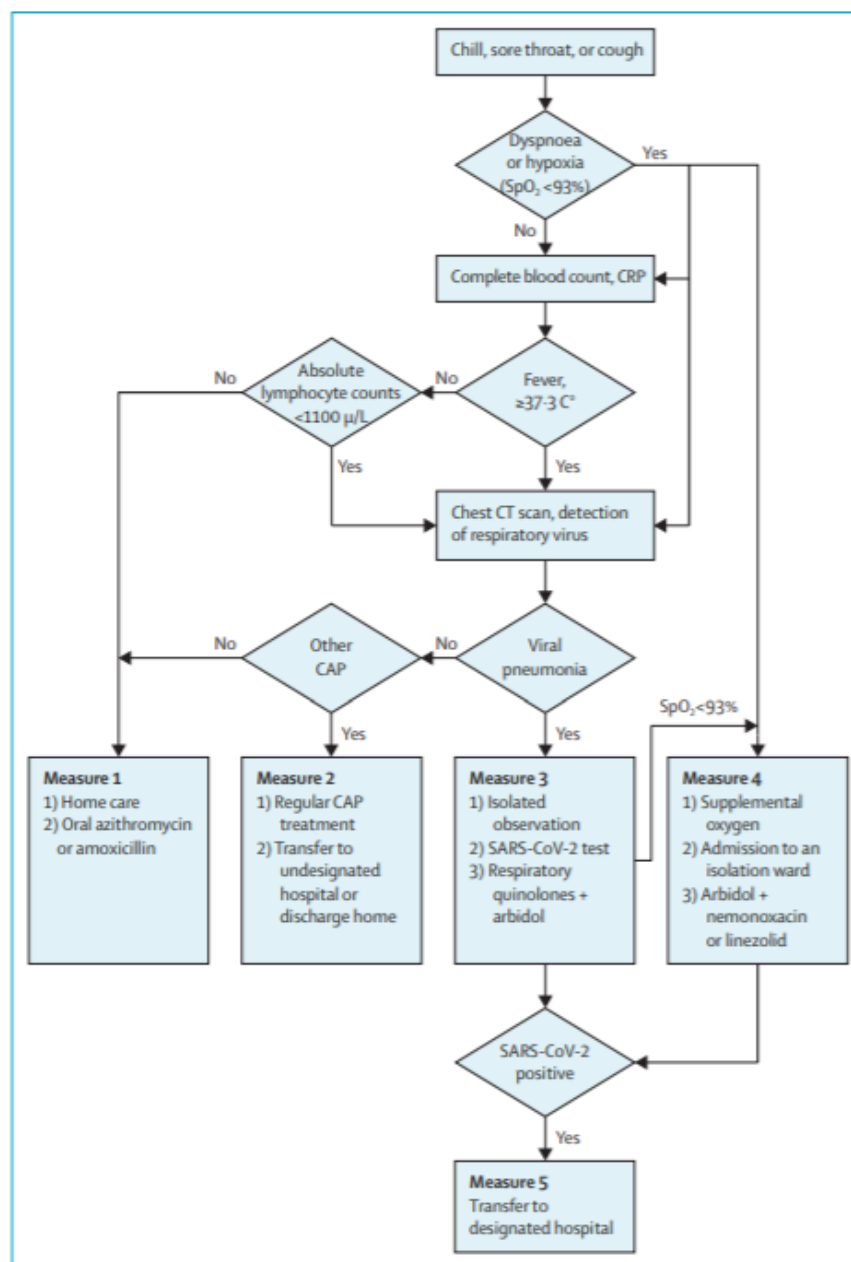 Chill, sore throat, or cough
Dyspnoea
or hypoxia
(SpO₂ <93%)
Yes
No
Complete blood count, CRP
No
Absolute
lymphocyte counts
<1100 μ/L
No
Fever,
≥37·3 C°
Yes
Yes
Chest CT scan, detection
of respiratory virus
No
Other
CAP
No
Viral
pneumonia
SpO₂<93%
Yes
Yes
Measure 1
1) Home care
2) Oral azithromycin
or amoxicillin
Measure 2
1) Regular CAP
treatment
2) Transfer to
undesignated
hospital or
discharge home
Measure 3
1) Isolated
observation
2) SARS-CoV-2 test
3) Respiratory
quinolones +
arbidol
Measure 4
1) Supplemental
oxygen
2) Admission to an
isolation ward
3) Arbidol +
nemonoxacin
or linezolid
SARS-CoV-2
positive
Yes
Measure 5
Transfer to
designated hospital